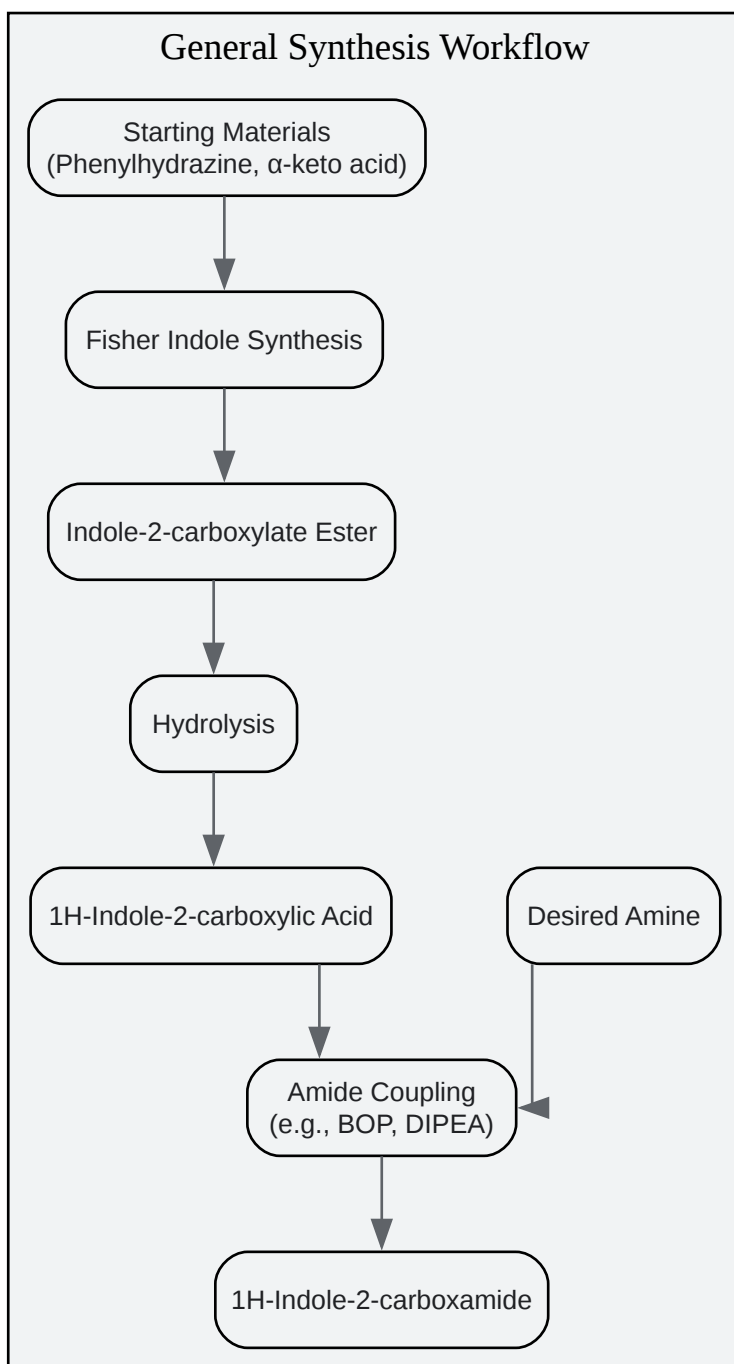 General Synthesis Workflow
Starting Materials
(Phenylhydrazine, α-keto acid)
Fisher Indole Synthesis
Indole-2-carboxylate Ester
Hydrolysis
1H-Indole-2-carboxylic Acid
Desired Amine
Amide Coupling
(e.g., BOP, DIPEA)
1H-Indole-2-carboxamide